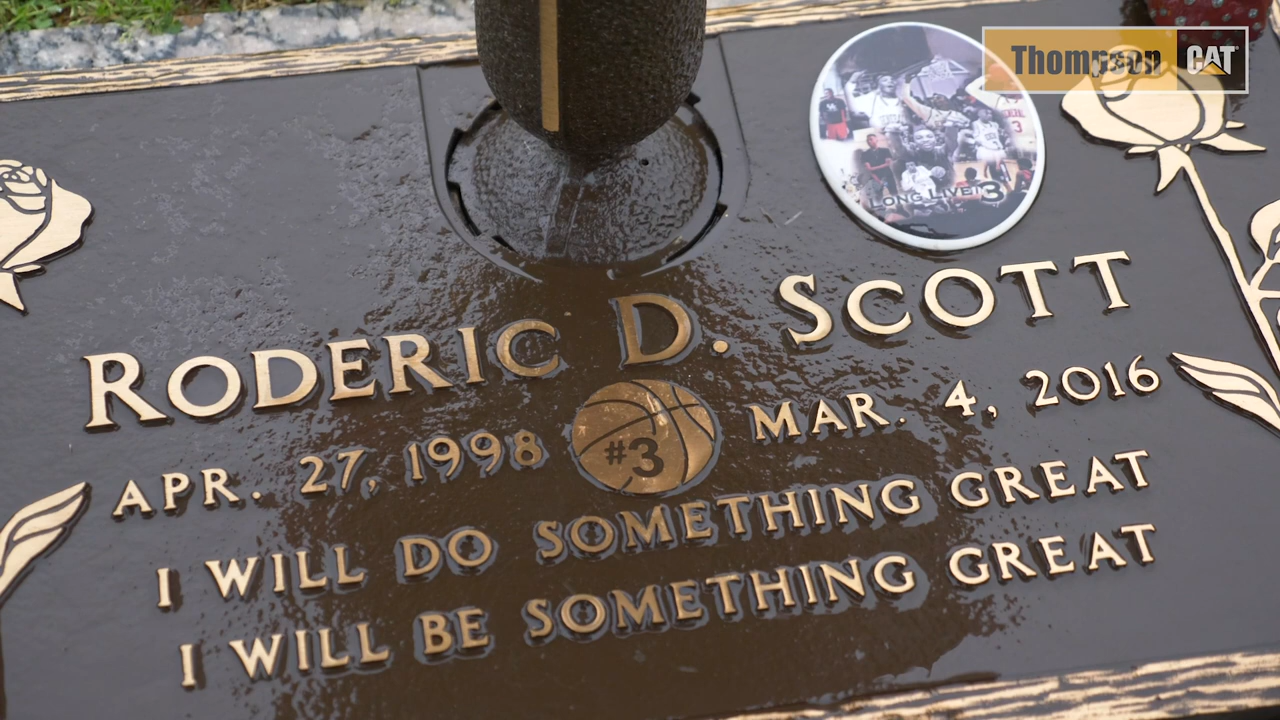 Thompson CAT
LONG LIVE 3
RODERIC D. SCOTT
APR. 27, 1998 #3 MAR. 4, 2016
I WILL DO SOMETHING GREAT
I WILL BE SOMETHING GREAT